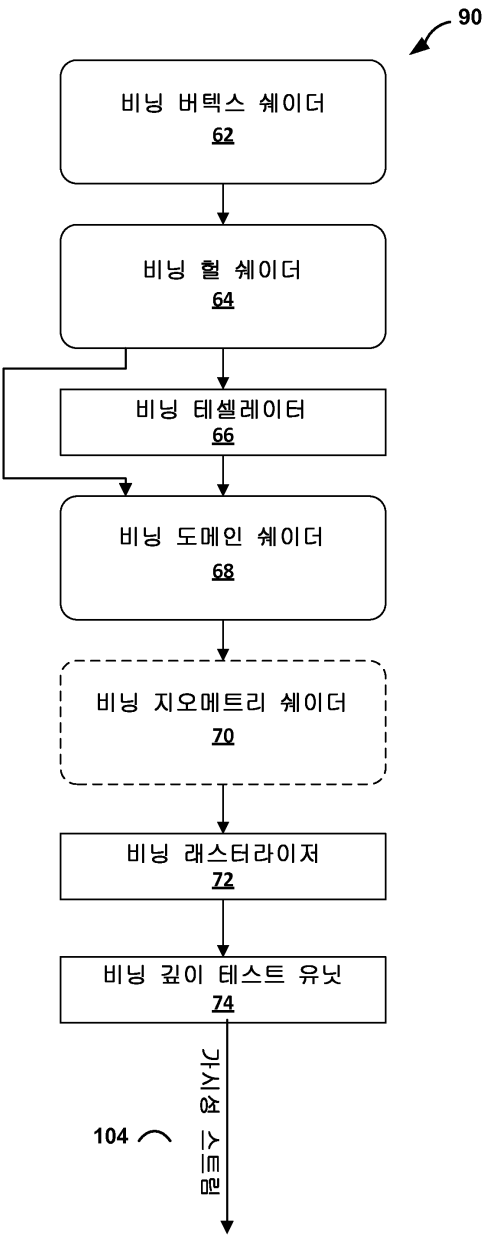 90
비닝 버텍스 쉐이더
62
비닝 헐 쉐이더
64
비닝 테셀레이터
66
비닝 도메인 쉐이더
68
비닝 지오메트리 쉐이더
70
비닝 래스터라이저
72
비닝 깊이 테스트 유닛
74
가시성 스트림
104